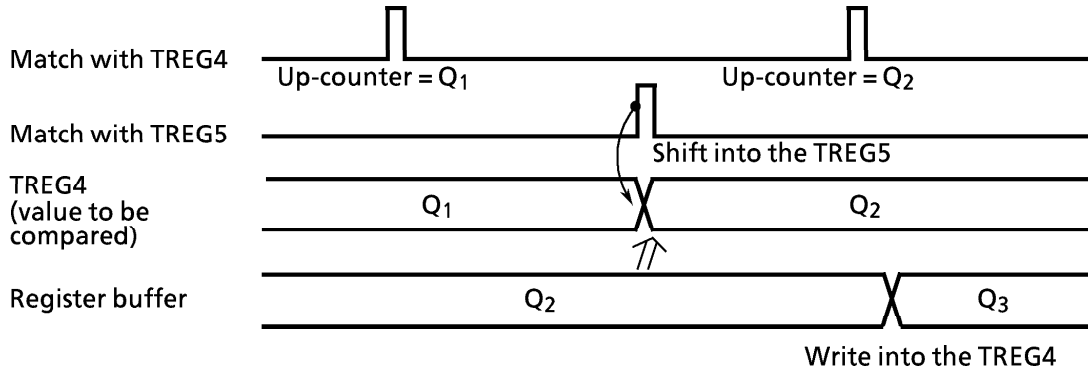 Match with TREG4
Up-counter = Q1
Up-counter = Q2
Match with TREG5
Shift into the TREG5
TREG4
(value to be
compared)
Q1
Q2
Register buffer
Q2
Q3
Write into the TREG4